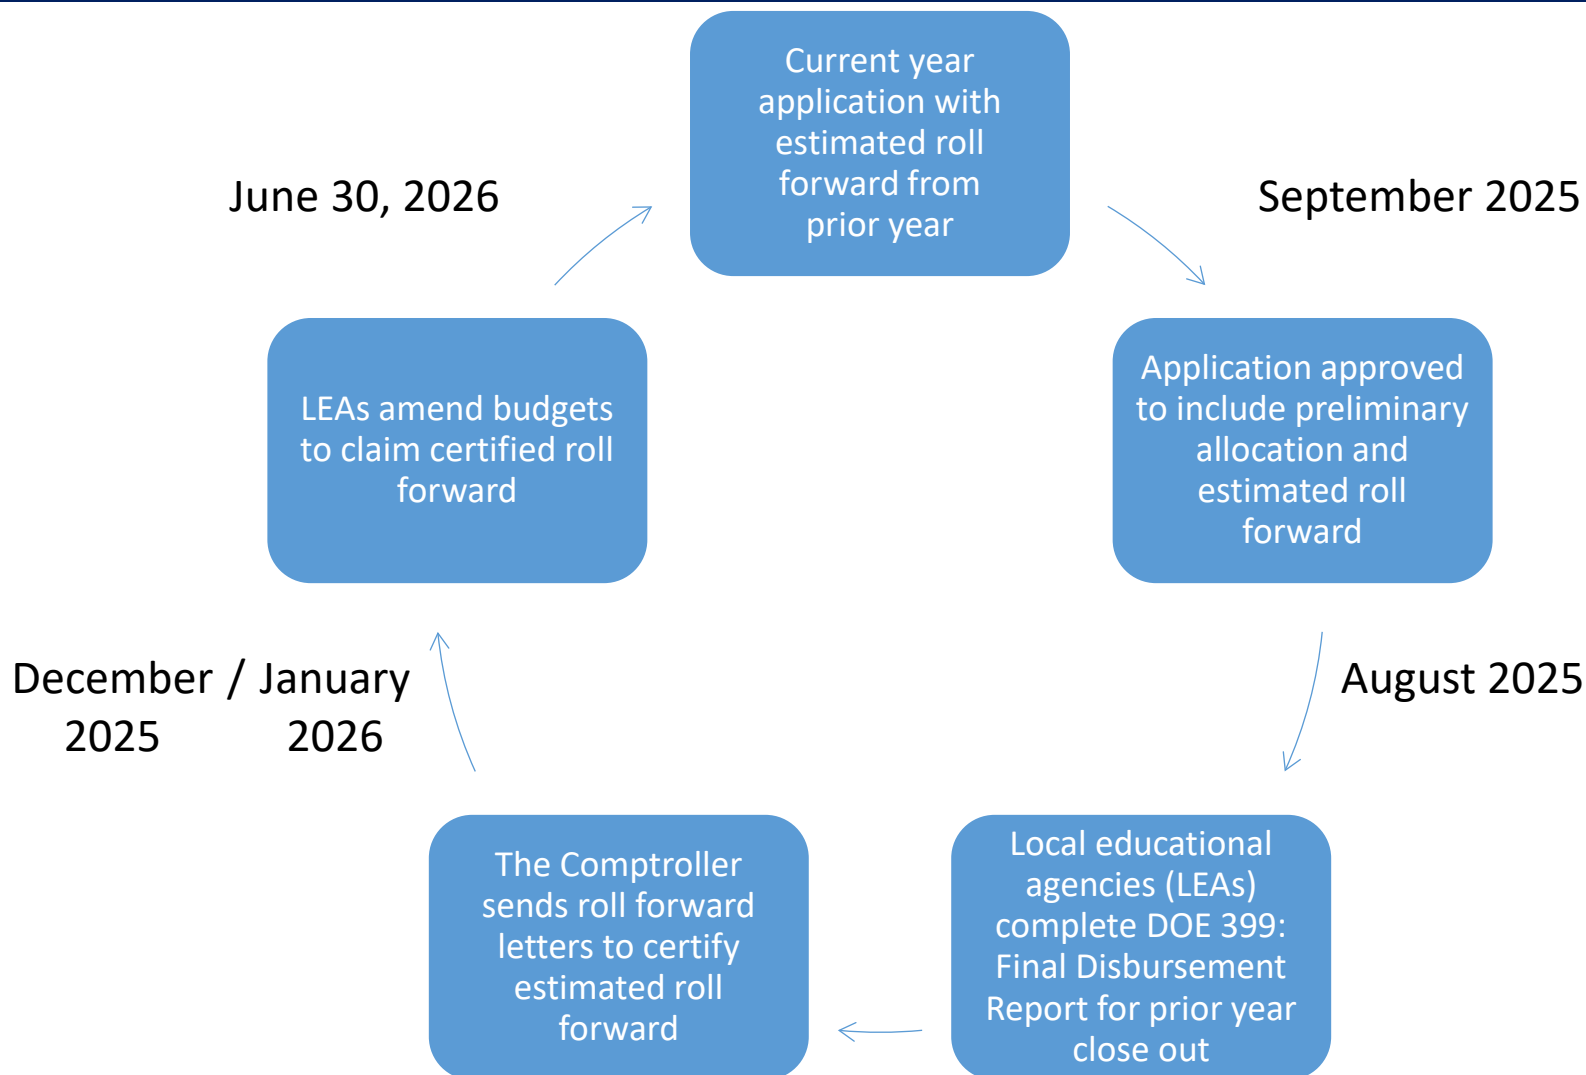 Current year
application with
estimated roll
forward from
prior year
June 30, 2026
September 2025
LEAs amend budgets
to claim certified roll
forward
Application approved
to include preliminary
allocation and
estimated roll
forward
December / January
2025 2026
August 2025
The Comptroller
sends roll forward
letters to certify
estimated roll
forward
Local educational
agencies (LEAs)
complete DOE 399:
Final Disbursement
Report for prior year
close out